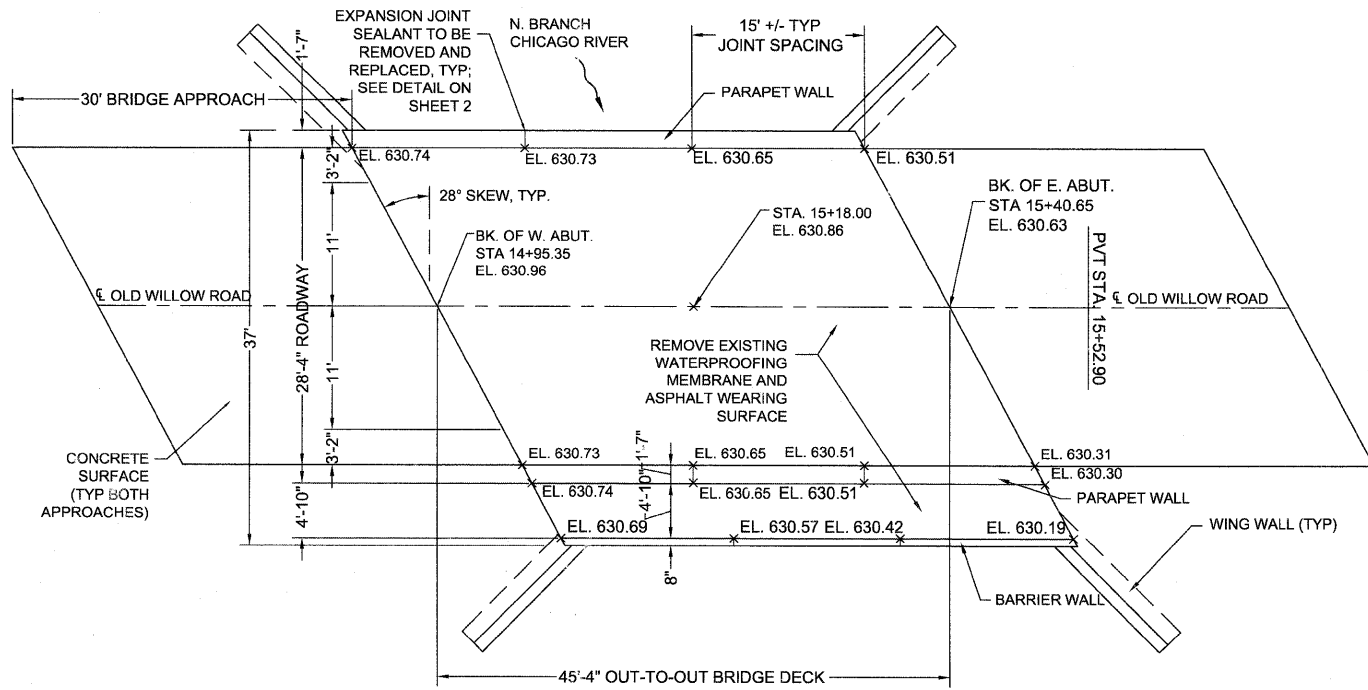 EXPANSION JOINT
SEALANT TO BE
REMOVED AND
REPLACED, TYP;
SEE DETAIL ON
SHEET 2
N. BRANCH
CHICAGO RIVER
15' +/- TYP
JOINT SPACING
1'-7"
30' BRIDGE APPROACH
PARAPET WALL
EL. 630.74
EL. 630.73
EL. 630.65
EL. 630.51
3'-2"
28° SKEW, TYP.
BK. OF W. ABUT.
STA 14+95.35
EL. 630.96
STA. 15+18.00
EL. 630.86
BK. OF E. ABUT.
STA 15+40.65
EL. 630.63
11'
28'-4" ROADWAY
37'
PVT STA. 15+52.90
℄ OLD WILLOW ROAD
℄ OLD WILLOW ROAD
REMOVE EXISTING
WATERPROOFING
MEMBRANE AND
ASPHALT WEARING
SURFACE
11'
3'-2"
CONCRETE
SURFACE
(TYP BOTH
APPROACHES)
EL. 630.73
EL. 630.65
EL. 630.51
EL. 630.31
1'-7"
EL. 630.30
EL. 630.74
EL. 630.65
EL. 630.51
PARAPET WALL
4'-10"
4'-10"
EL. 630.69
EL. 630.57
EL. 630.42
EL. 630.19
WING WALL (TYP)
8"
BARRIER WALL
45'-4" OUT-TO-OUT BRIDGE DECK